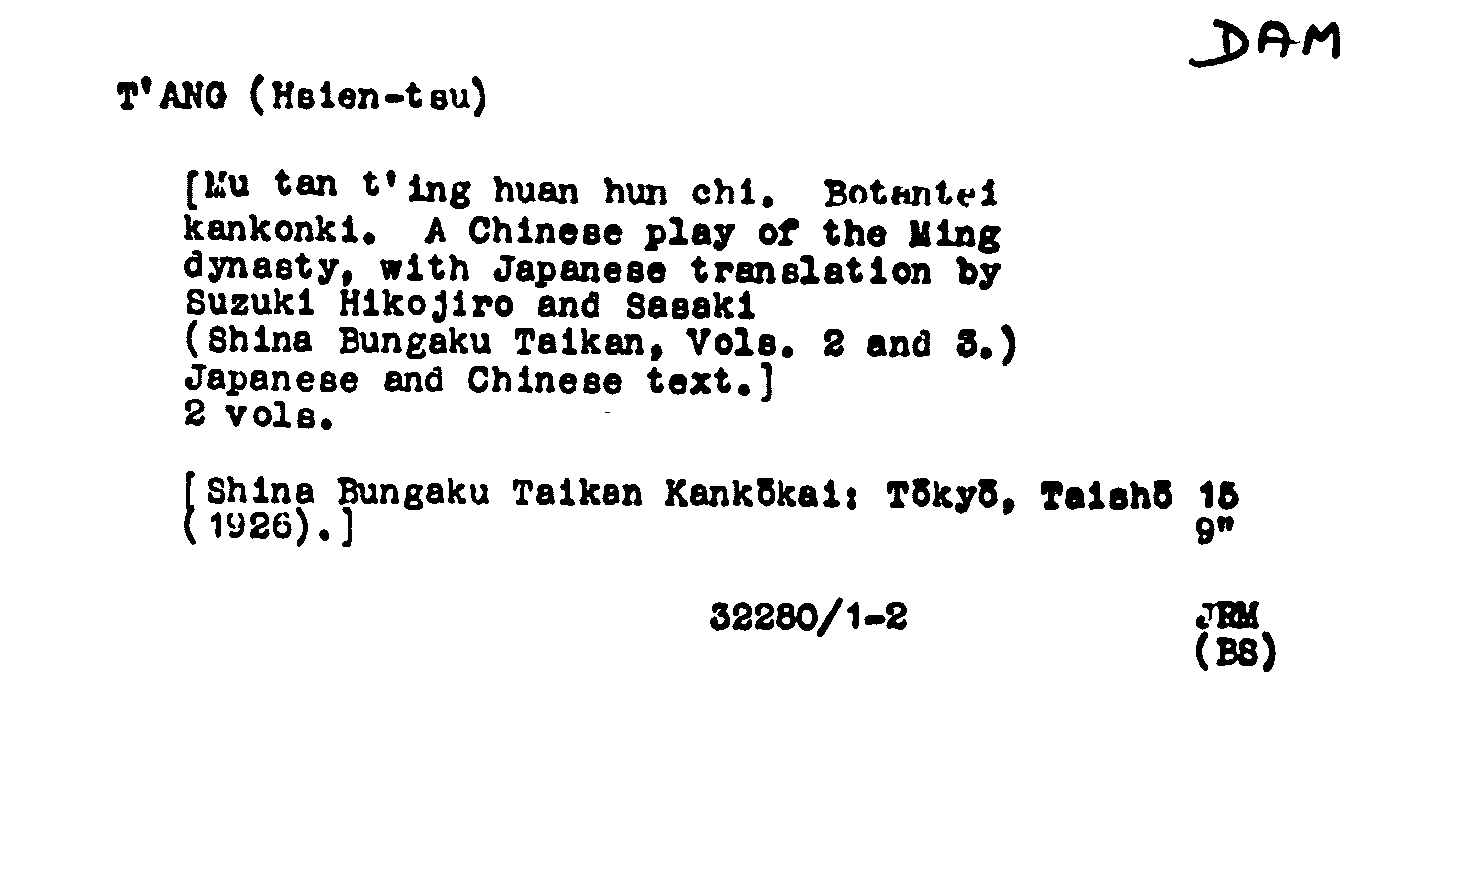 DAM
T'ANG (Hsien-tsu)
[Mu tan t'ing huan hun chi. Botantei
kankonki. A Chinese play of the Ming
dynasty, with Japanese translation by
Suzuki Hikojiro and Sasaki
(Shina Bungaku Taikan, Vols. 2 and 3.)
Japanese and Chinese text.]
2 vols.
[Shina Bungaku Taikan Kankōkai: Tōkyō, Taishō 15
(1926).]
9"
32280/1-2 JRM
(BS)